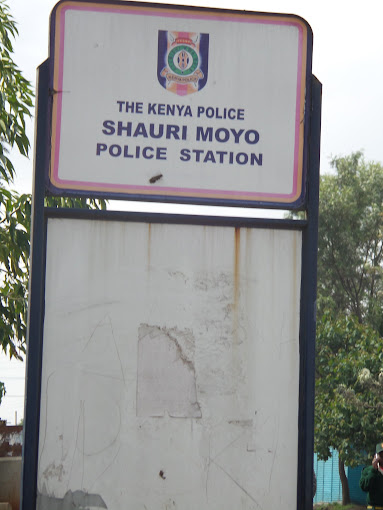 THE KENYA POLICE
SHAURI MOYO
POLICE STATION